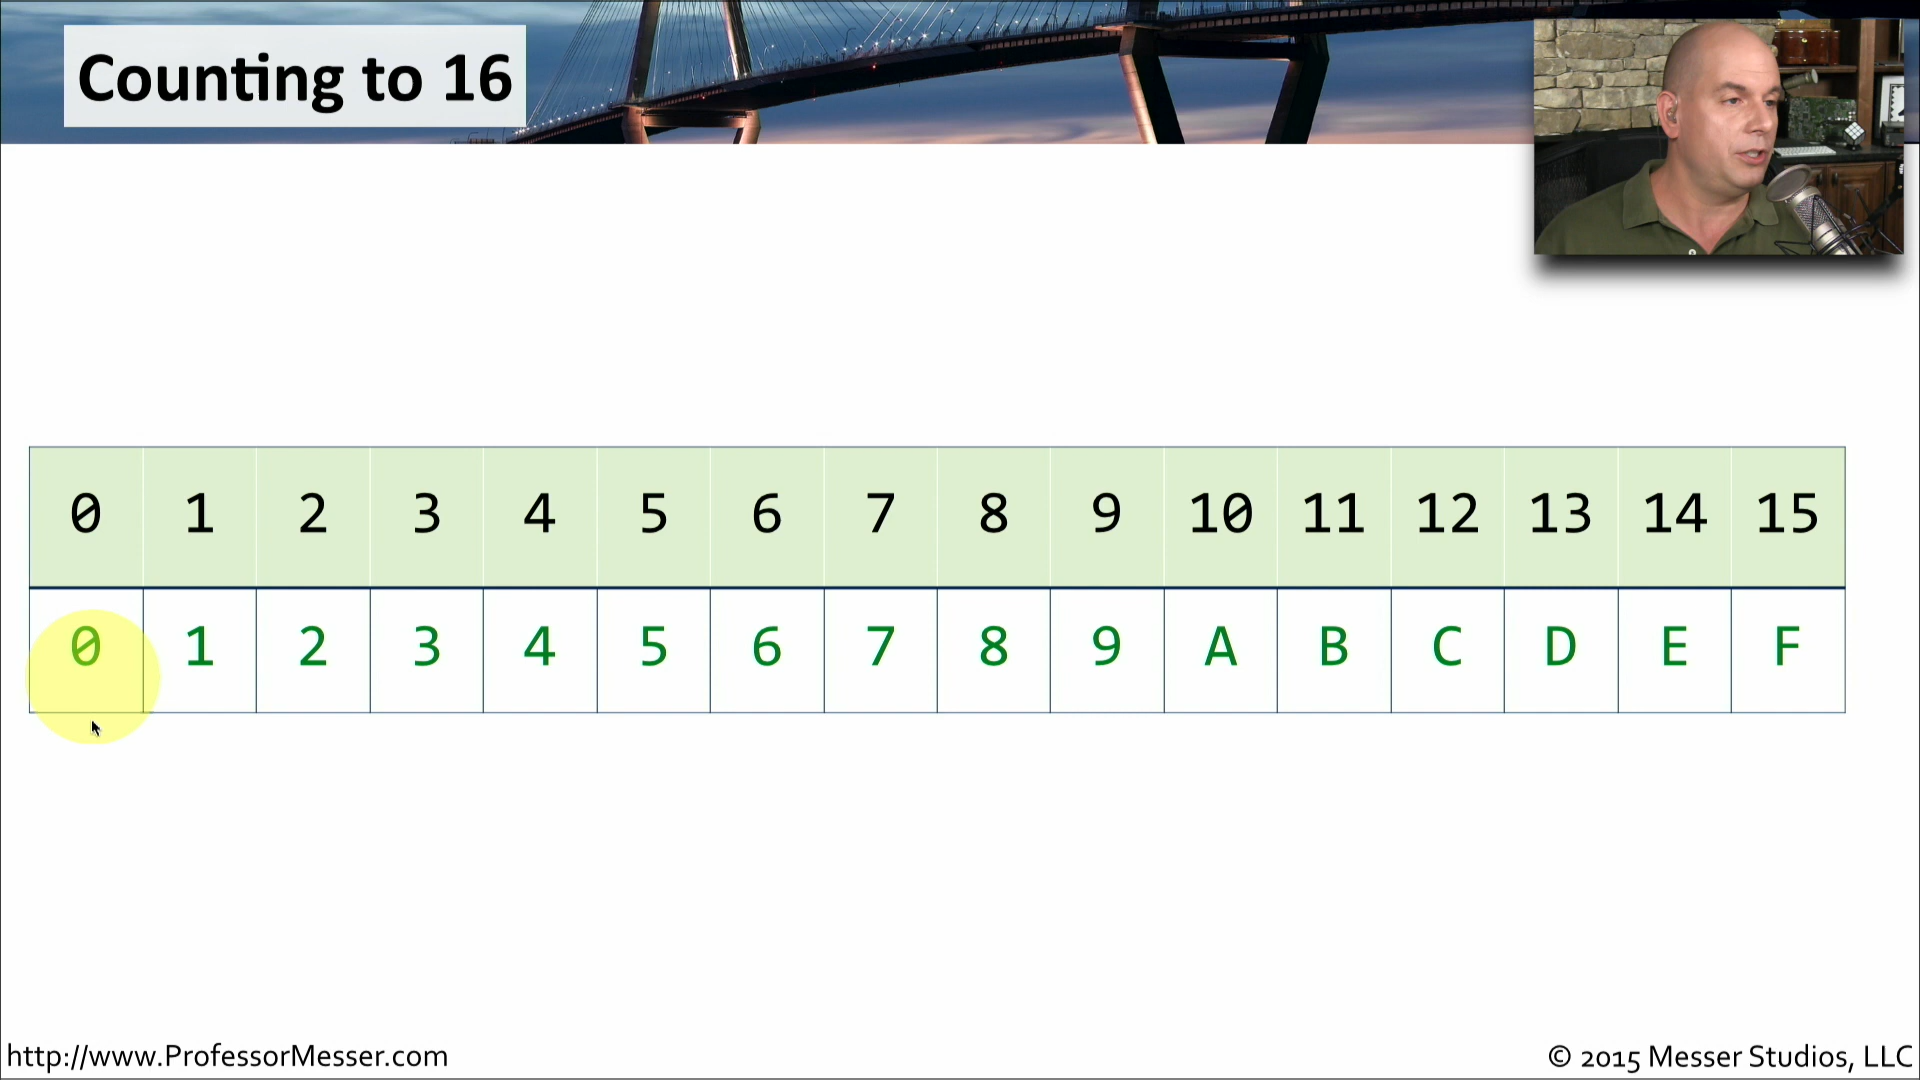 Counting to 16
0 1 2 3 4 5 6 7 8 9 10 11 12 13 14 15
0 1 2 3 4 5 6 7 8 9 A B C D E F
http://www.ProfessorMesser.com
© 2015 Messer Studios, LLC